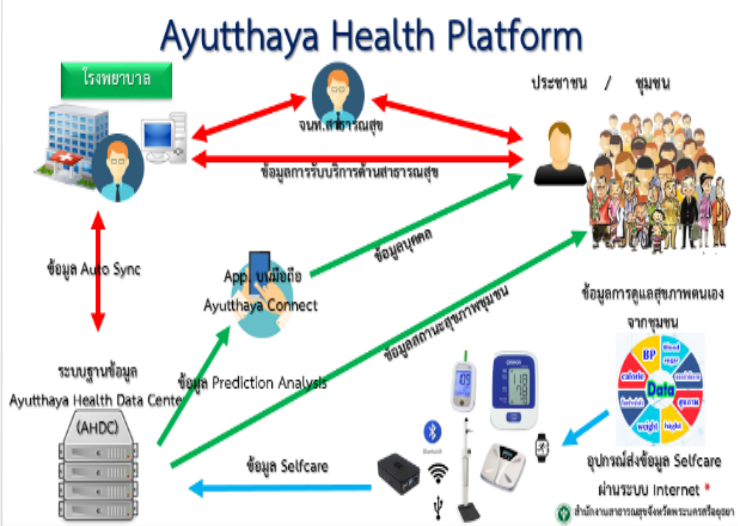 Ayutthaya Health Platform
โรงพยาบาล
ประชาชน / ชุมชน
จนท.สาธารณสุข
ข้อมูลการรับบริการด้านสาธารณสุข
ข้อมูล Auto Sync
ข้อมูลบุคคล
App. บนมือถือ
Ayutthaya Connect
ข้อมูลสถานะสุขภาพชุมชน
ข้อมูลการดูแลสุขภาพตนเอง
จากชุมชน
ระบบฐานข้อมูล
Ayutthaya Health Data Center
(AHDC)
ข้อมูล Prediction Analysis
BP
Blood
sugar
calorie
Data
สุขภาพ
weight
hight
OMRON
Bluetooth
ข้อมูล Selfcare
อุปกรณ์ส่งข้อมูล Selfcare
ผ่านระบบ Internet *
สำนักงานสาธารณสุขจังหวัดพระนครศรีอยุธยา